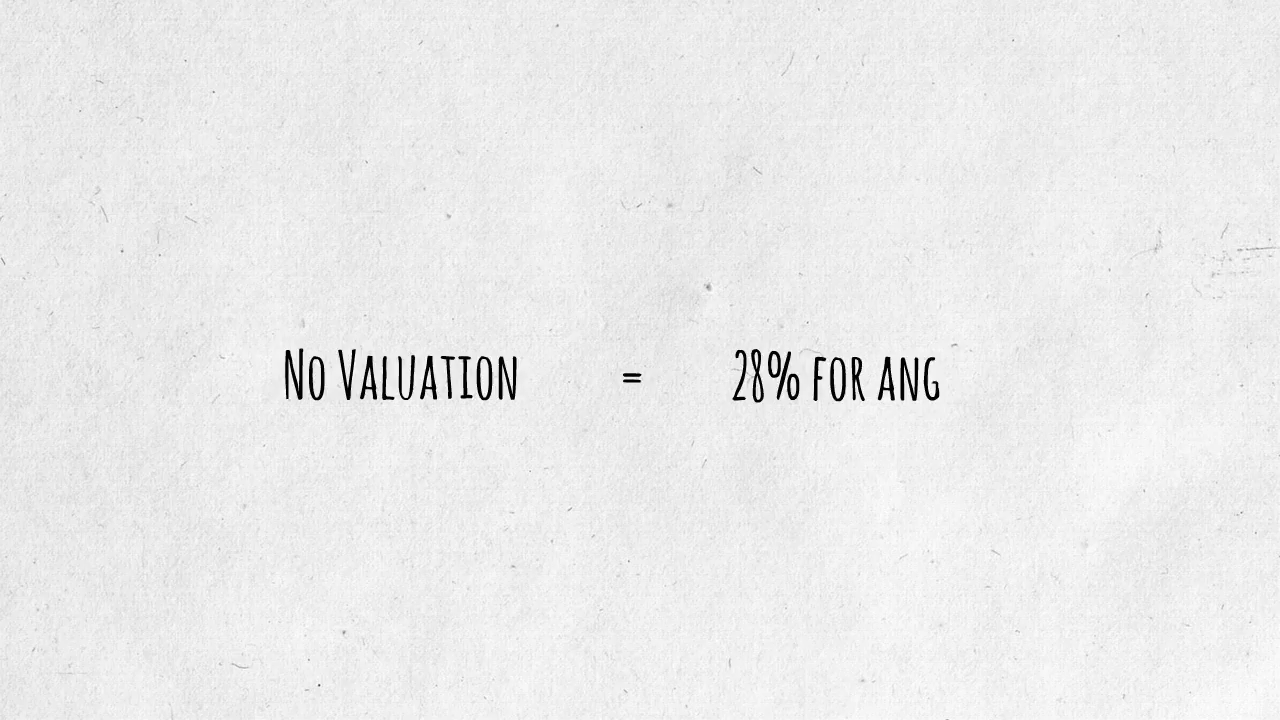 No Valuation = 28% for ang